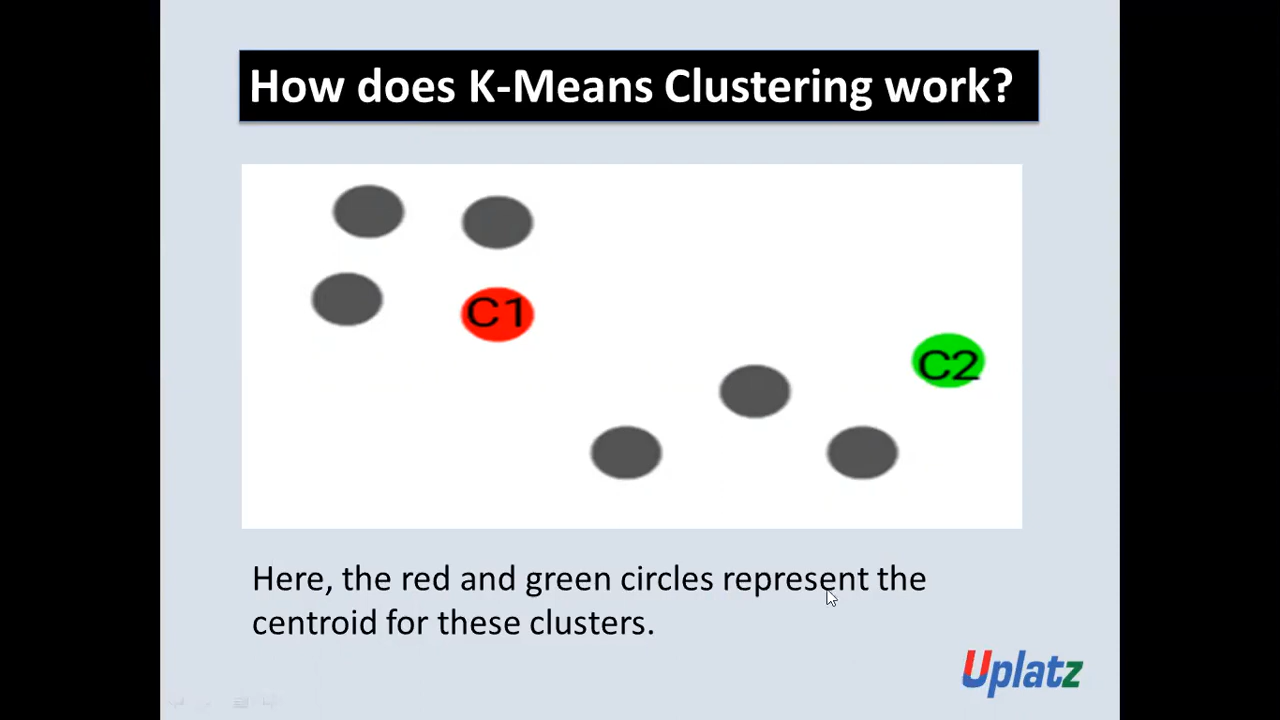 How does K-Means Clustering work?
C1
C2
Here, the red and green circles represent the
centroid for these clusters.
Uplatz